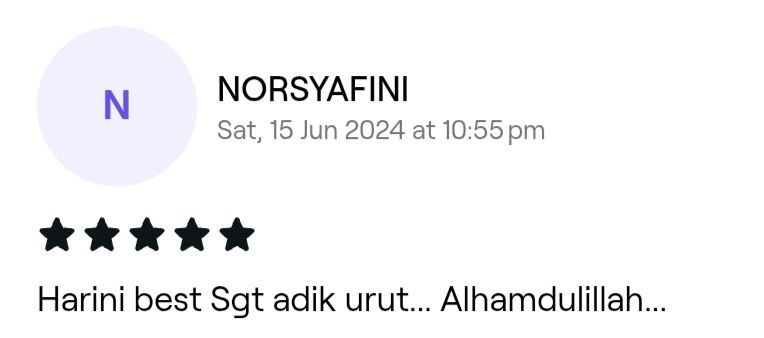 N
NORSYAFINI
Sat, 15 Jun 2024 at 10:55 pm
Harini best Sgt adik urut... Alhamdulillah...